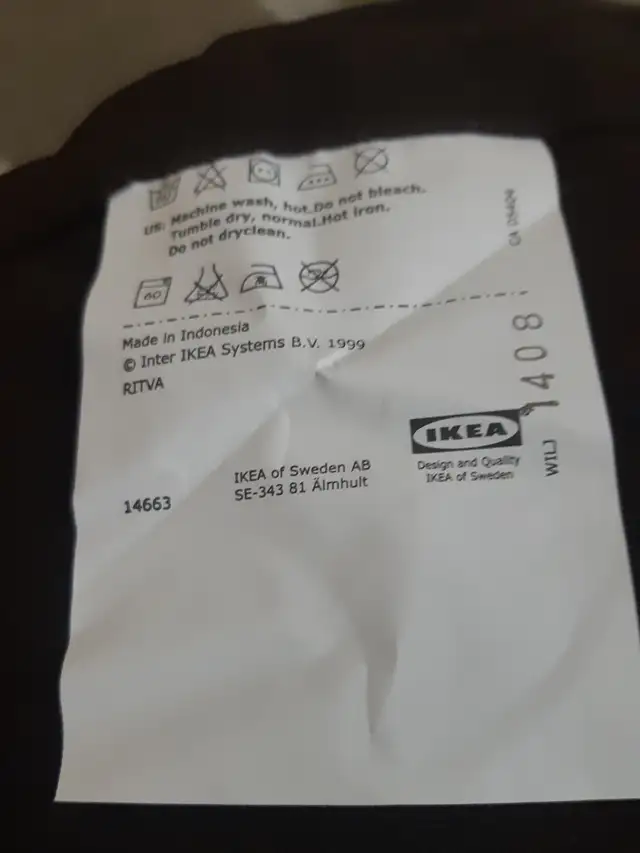 US: Machine wash, hot. Do not bleach.
Tumble dry, normal. Hot iron.
Do not dryclean.
60
Made in Indonesia
© Inter IKEA Systems B.V. 1999
RITVA
14663
IKEA of Sweden AB
SE-343 81 Älmhult
IKEA®
Design and Quality
IKEA of Sweden
WILJ 1408